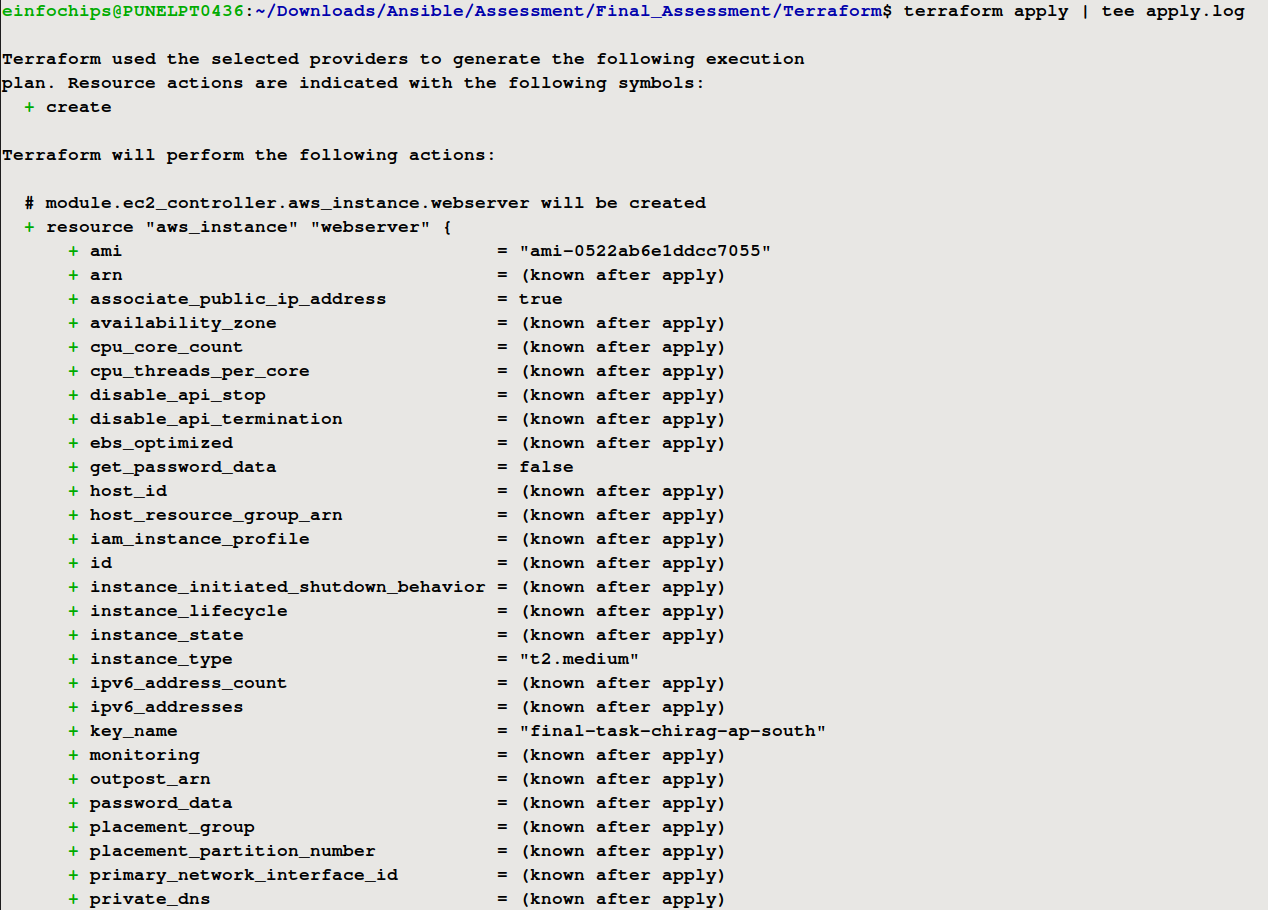 einfochips@PUNELPT0436:~/Downloads/Ansible/Assessment/Final_Assessment/Terraform$ terraform apply | tee apply.log
Terraform used the selected providers to generate the following execution
plan. Resource actions are indicated with the following symbols:
+ create
Terraform will perform the following actions:
# module.ec2_controller.aws_instance.webserver will be created
+ resource "aws_instance" "webserver" {
+ ami = "ami-0522ab6e1ddcc7055"
+ arn = (known after apply)
+ associate_public_ip_address = true
+ availability_zone = (known after apply)
+ cpu_core_count = (known after apply)
+ cpu_threads_per_core = (known after apply)
+ disable_api_stop = (known after apply)
+ disable_api_termination = (known after apply)
+ ebs_optimized = (known after apply)
+ get_password_data = false
+ host_id = (known after apply)
+ host_resource_group_arn = (known after apply)
+ iam_instance_profile = (known after apply)
+ id = (known after apply)
+ instance_initiated_shutdown_behavior = (known after apply)
+ instance_lifecycle = (known after apply)
+ instance_state = (known after apply)
+ instance_type = "t2.medium"
+ ipv6_address_count = (known after apply)
+ ipv6_addresses = (known after apply)
+ key_name = "final-task-chirag-ap-south"
+ monitoring = (known after apply)
+ outpost_arn = (known after apply)
+ password_data = (known after apply)
+ placement_group = (known after apply)
+ placement_partition_number = (known after apply)
+ primary_network_interface_id = (known after apply)
+ private_dns = (known after apply)